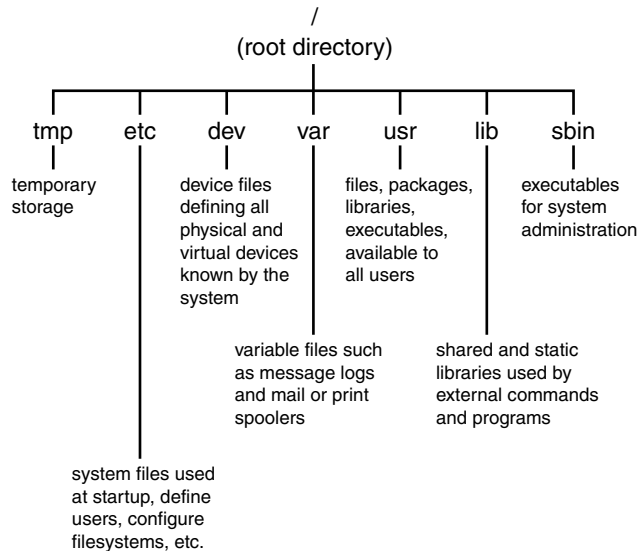 /
(root directory)
tmp etc dev var usr lib sbin
temporary
storage
device files
defining all
physical and
virtual devices
known by the
system
files, packages,
libraries,
executables,
available to
all users
executables
for system
administration
variable files such
as message logs
and mail or print
spoolers
shared and static
libraries used by
external commands
and programs
system files used
at startup, define
users, configure
filesystems, etc.